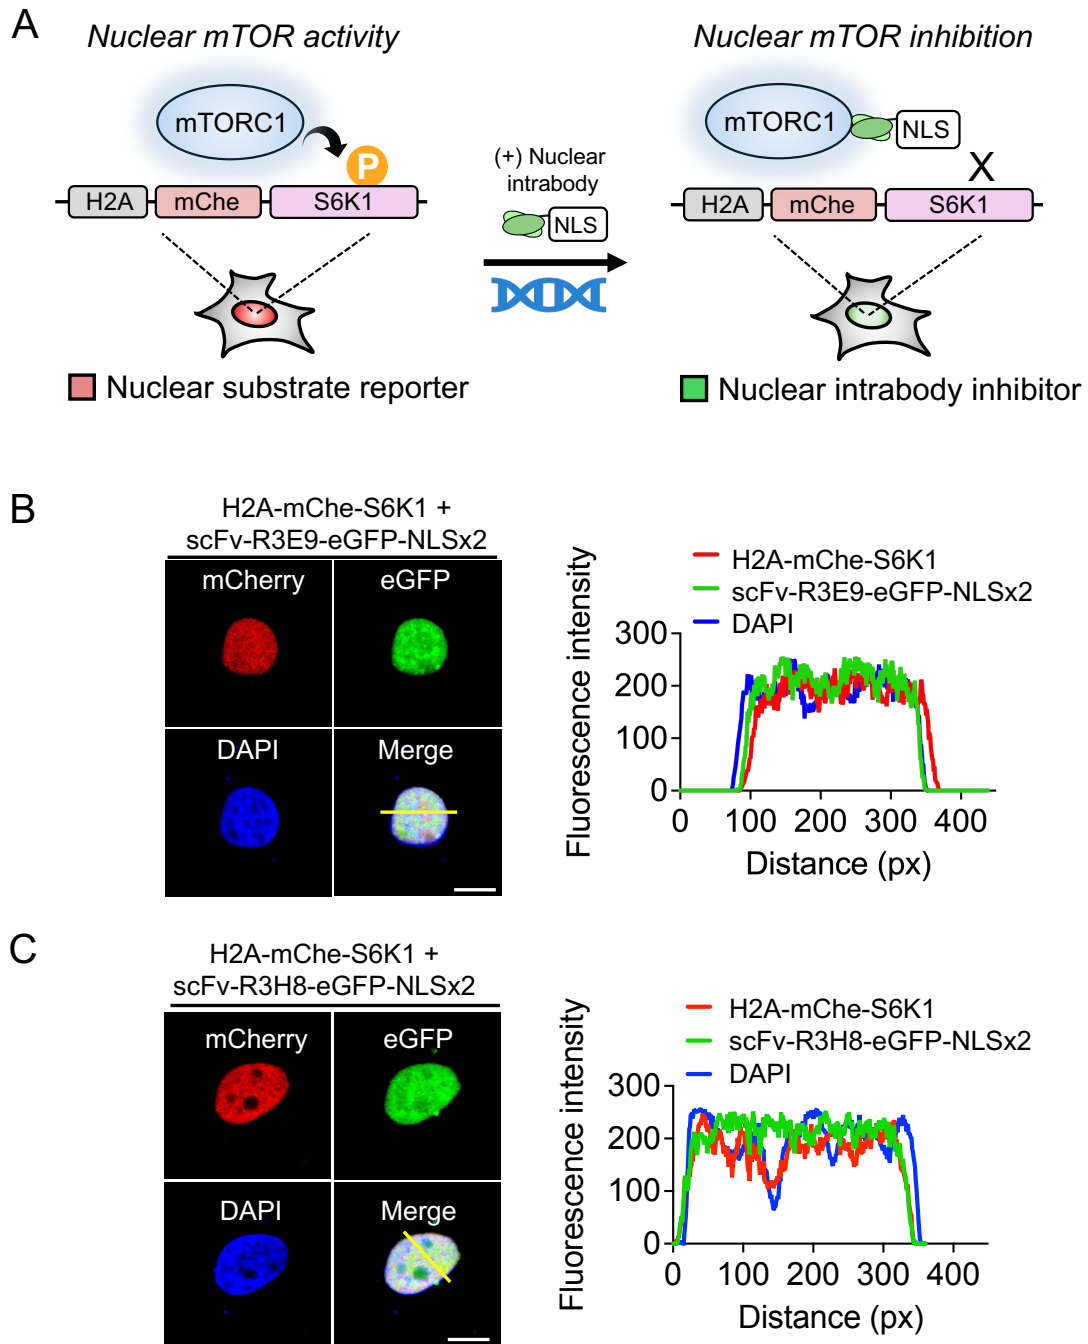 A
Nuclear mTOR activity
Nuclear mTOR inhibition
mTORC1
P
H2A
mChe
S6K1
(+) Nuclear
intrabody
NLS
mTORC1
NLS
X
H2A
mChe
S6K1
Nuclear substrate reporter
Nuclear intrabody inhibitor
B
H2A-mChe-S6K1 +
scFv-R3E9-eGFP-NLSx2
mCherry
eGFP
DAPI
Merge
H2A-mChe-S6K1
scFv-R3E9-eGFP-NLSx2
DAPI
Fluorescence intensity
300
200
100
0
0
100
200
300
400
Distance (px)
C
H2A-mChe-S6K1 +
scFv-R3H8-eGFP-NLSx2
mCherry
eGFP
DAPI
Merge
H2A-mChe-S6K1
scFv-R3H8-eGFP-NLSx2
DAPI
Fluorescence intensity
300
200
100
0
0
100
200
300
400
Distance (px)